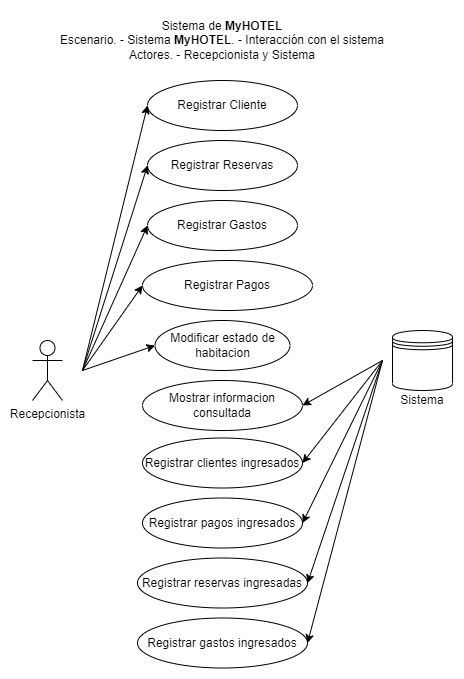 Sistema de MyHOTEL
Escenario. - Sistema MyHOTEL. - Interacción con el sistema
Actores. - Recepcionista y Sistema
Registrar Cliente
Registrar Reservas
Registrar Gastos
Registrar Pagos
Modificar estado de
habitacion
Mostrar informacion
consultada
Recepcionista
Sistema
Registrar clientes ingresados
Registrar pagos ingresados
Registrar reservas ingresadas
Registrar gastos ingresados